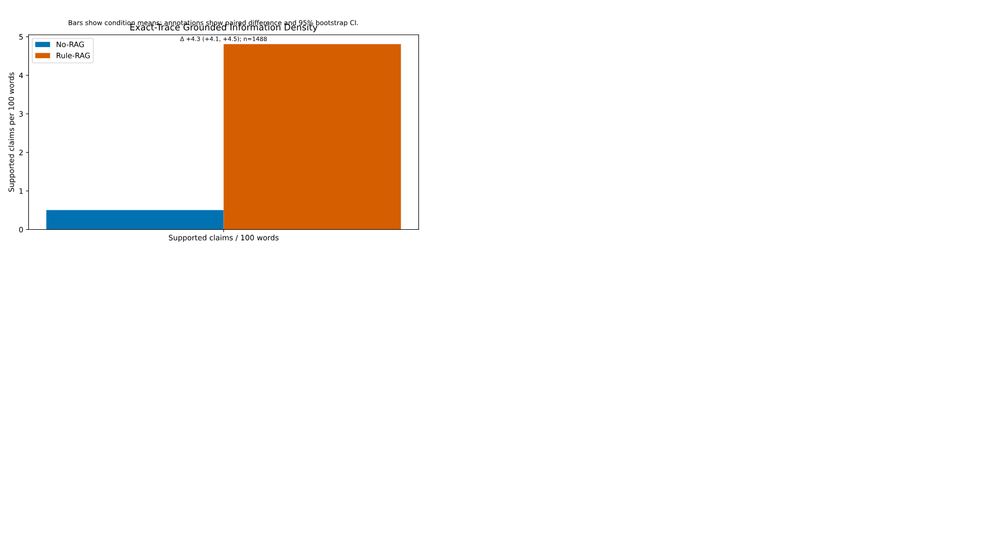 Bars show condition means; annotations show paired difference and 95% bootstrap CI.
Exact-Trace Grounded Information Density
Δ +4.3 (+4.1, +4.5); n=1488
No-RAG
Rule-RAG
Supported claims per 100 words
5
4
3
2
1
0
Supported claims / 100 words